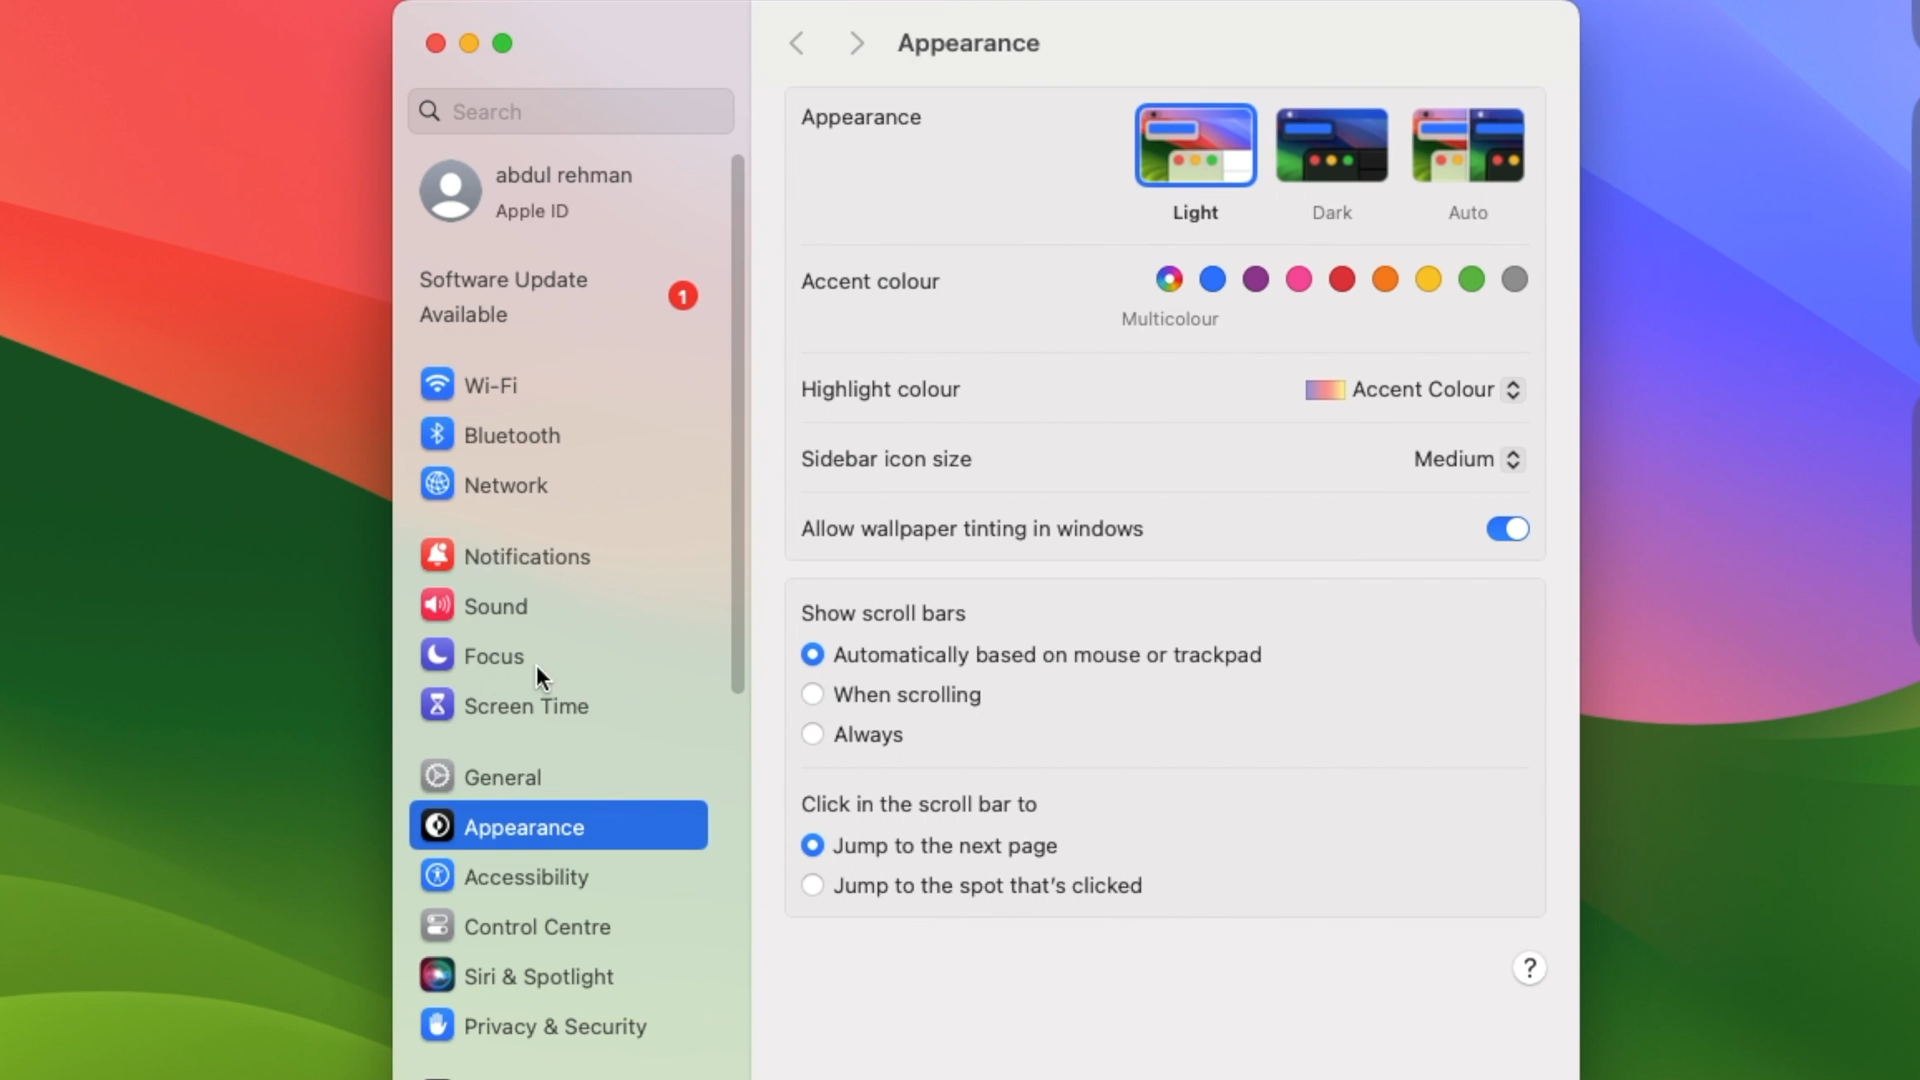 Search
abdul rehman
Apple ID
Software Update
Available
1
Wi-Fi
Bluetooth
Network
Notifications
Sound
Focus
Screen Time
General
Appearance
Accessibility
Control Centre
Siri & Spotlight
Privacy & Security
Appearance
Appearance
Light
Dark
Auto
Accent colour
Multicolour
Highlight colour
Accent Colour
Sidebar icon size
Medium
Allow wallpaper tinting in windows
Show scroll bars
Automatically based on mouse or trackpad
When scrolling
Always
Click in the scroll bar to
Jump to the next page
Jump to the spot that's clicked
?